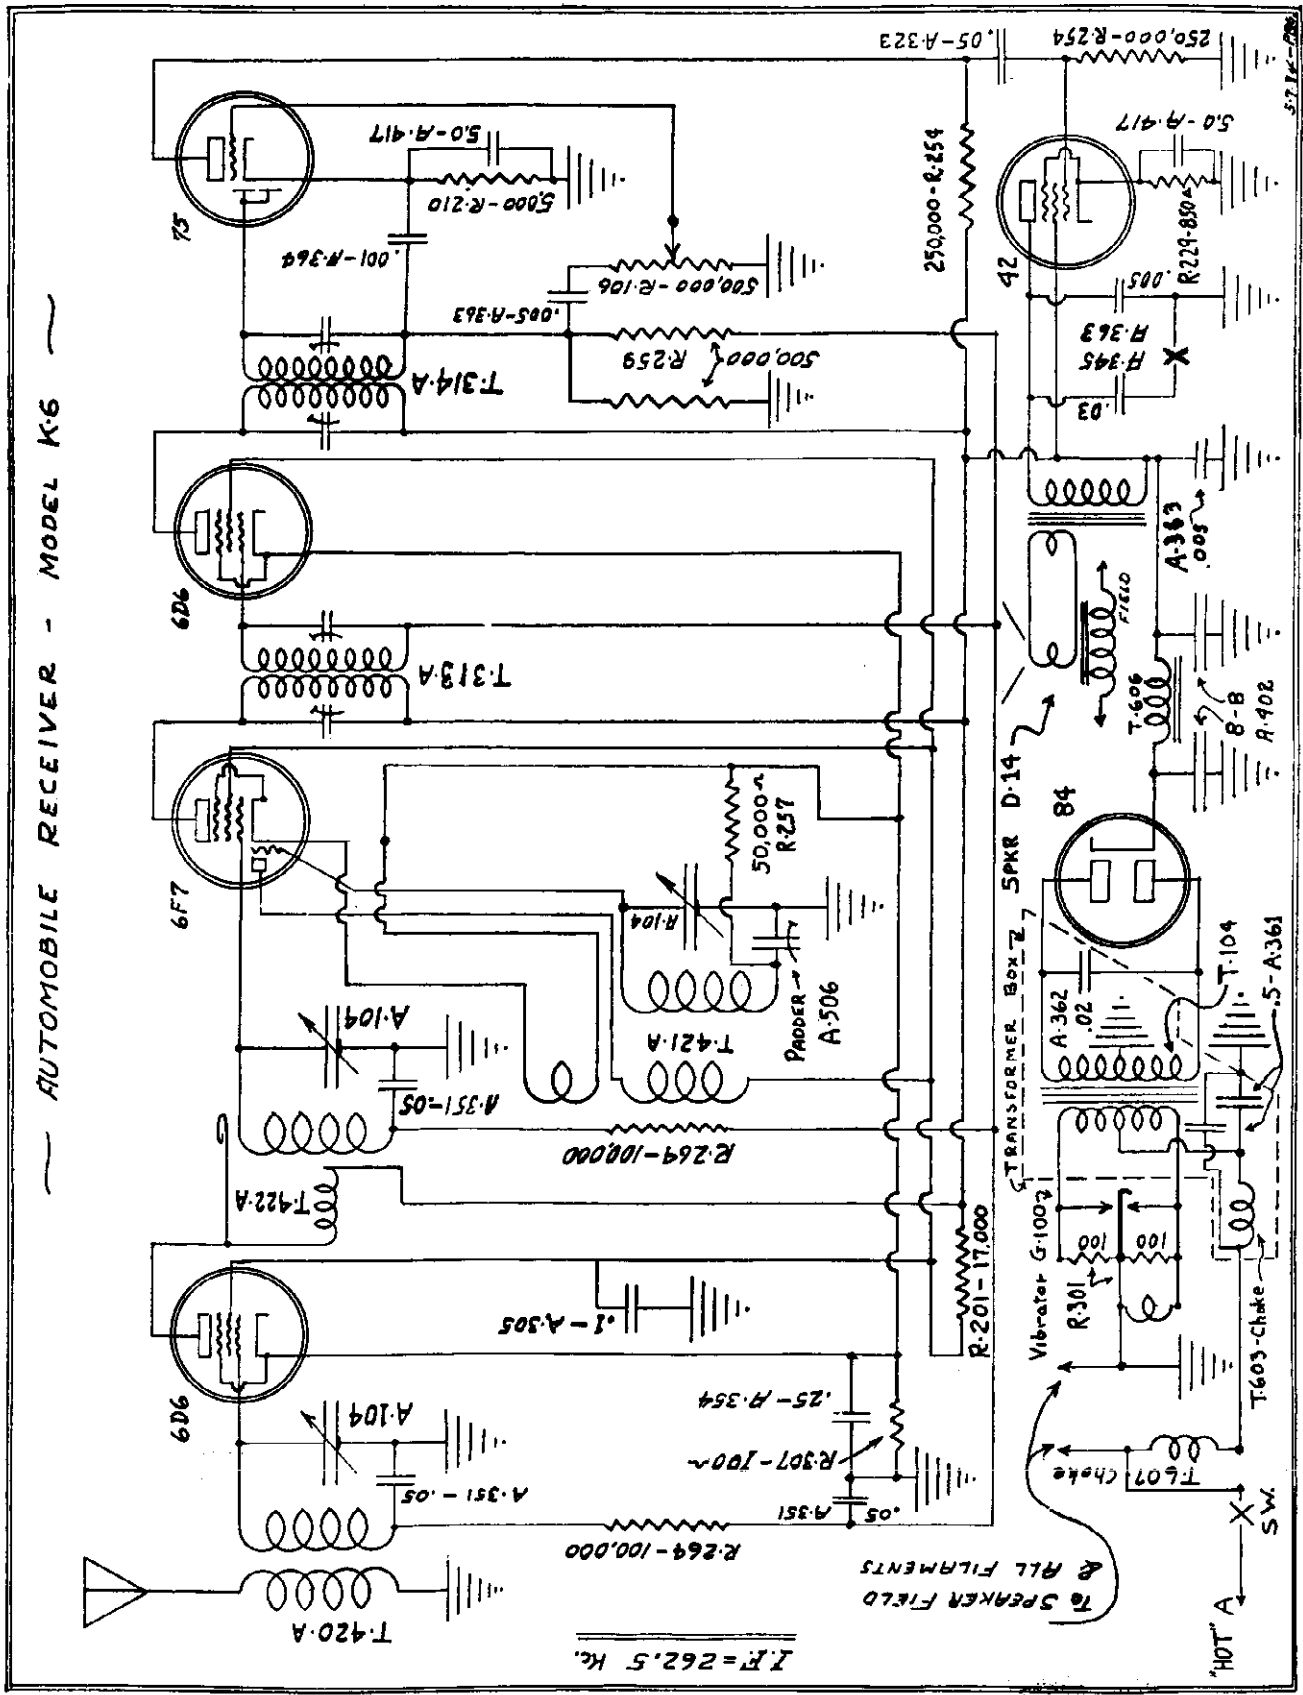 — AUTOMOBILE RECEIVER - MODEL K-6 —
6D6
6F7
6D6
75
T-420-A
A-104
A-351-.05
R-264-100,000
T-422-A
A-104
A-351-.05
R-264-100,000
T-421-A
A-104
PADDER
A-506
50,000~
R-257
T-313-A
T-314-A
.001-A-364
5.0-A-417
5,000-R-210
.005-A-363
500,000-R-106
R-259
500,000
.1-A-305
.25-A-354
R-307-100~
.05
A-351
R-201-17,000
250,000-R-254
.05-A-323
250,000-R-254
42
5.0-A-417
R-229-850
.005
A-363
A-345
.03
A-363
.005
SPKR D-14
FIELD
T-606
8-8
A-402
84
TRANSFORMER BOX
A-362
.02
T-104
.5-A-361
Vibrator G-100
R-301
100
100
T-603-Choke
T-607-Choke
To SPEAKER FIELD
& ALL FILAMENTS
SW.
"HOT" A
I.F.=262.5 Kc.